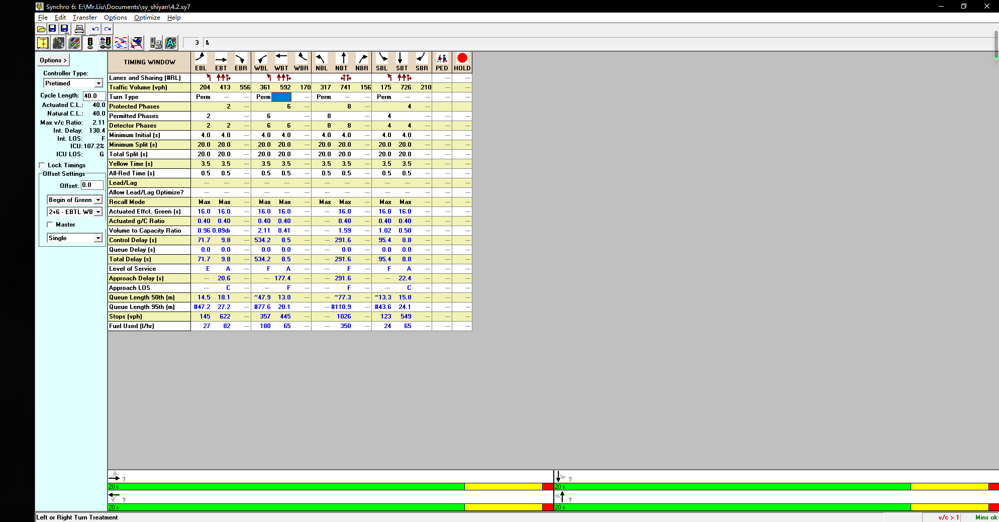 Synchro 6: E:\Mr.Liu\Documents\sy_shiyan\4.2.sy7
File Edit Transfer Options Optimize Help
3 &
Options >
Controller Type:
Pretimed
Cycle Length: 40.0
Actuated C.L.: 40.0
Natural C.L.: 40.0
Max v/c Ratio: 2.11
Int. Delay: 130.4
Int. LOS: F
ICU: 107.2%
ICU LOS: G
Lock Timings
Offset Settings
Offset: 0.0
Begin of Green
2+6 - EBTL WB
Master
Single
TIMING WINDOW EBL EBT EBR WBL WBT WBR NBL NBT NBR SBL SBT SBR PED HOLD
Lanes and Sharing (#RL) — —
Traffic Volume (vph) 204 413 556 361 592 170 317 741 156 175 726 210 — —
Turn Type Perm — — Perm — Perm — — Perm — — — —
Protected Phases 2 — 6 — 8 — 4 — — —
Permitted Phases 2 — 6 — 8 — 4 — — —
Detector Phases 2 2 — 6 6 — 8 8 — 4 4 — — —
Minimum Initial (s) 4.0 4.0 — 4.0 4.0 — 4.0 4.0 — 4.0 4.0 — — —
Minimum Split (s) 20.0 20.0 — 20.0 20.0 — 20.0 20.0 — 20.0 20.0 — — —
Total Split (s) 20.0 20.0 — 20.0 20.0 — 20.0 20.0 — 20.0 20.0 — — —
Yellow Time (s) 3.5 3.5 — 3.5 3.5 — 3.5 3.5 — 3.5 3.5 — — —
All-Red Time (s) 0.5 0.5 — 0.5 0.5 — 0.5 0.5 — 0.5 0.5 — — —
Lead/Lag — — — — — — — — — — — — — —
Allow Lead/Lag Optimize? — — — — — — — — — — — — — —
Recall Mode Max Max — Max Max — Max Max — Max Max — — —
Actuated Effct. Green (s) 16.0 16.0 — 16.0 16.0 — — 16.0 — 16.0 16.0 — — —
Actuated g/C Ratio 0.40 0.40 — 0.40 0.40 — — 0.40 — 0.40 0.40 — — —
Volume to Capacity Ratio 0.96 0.89dr — 2.11 0.41 — — 1.59 — 1.02 0.50 — — —
Control Delay (s) 71.7 9.8 — 534.2 8.5 — — 291.6 — 95.4 8.8 — — —
Queue Delay (s) 0.0 0.0 — 0.0 0.0 — — 0.0 — 0.0 0.0 — — —
Total Delay (s) 71.7 9.8 — 534.2 8.5 — — 291.6 — 95.4 8.8 — — —
Level of Service E A — F A — — F — F A — — —
Approach Delay (s) — 20.6 — — 177.4 — — 291.6 — — 22.4 — — —
Approach LOS — C — — F — — F — — C — — —
Queue Length 50th (m) 14.5 18.1 — ~47.9 13.0 — — ~77.3 — ~13.3 15.8 — — —
Queue Length 95th (m) #47.2 27.2 — #77.6 20.1 — — #110.9 — #43.6 24.1 — — —
Stops (vph) 145 622 — 357 445 — — 1026 — 123 549 — — —
Fuel Used (l/hr) 27 82 — 180 65 — — 350 — 24 65 — — —
? ?
20 s 20 s
? ?
20 s 20 s
Left or Right Turn Treatment v/c > 1 Mins ok